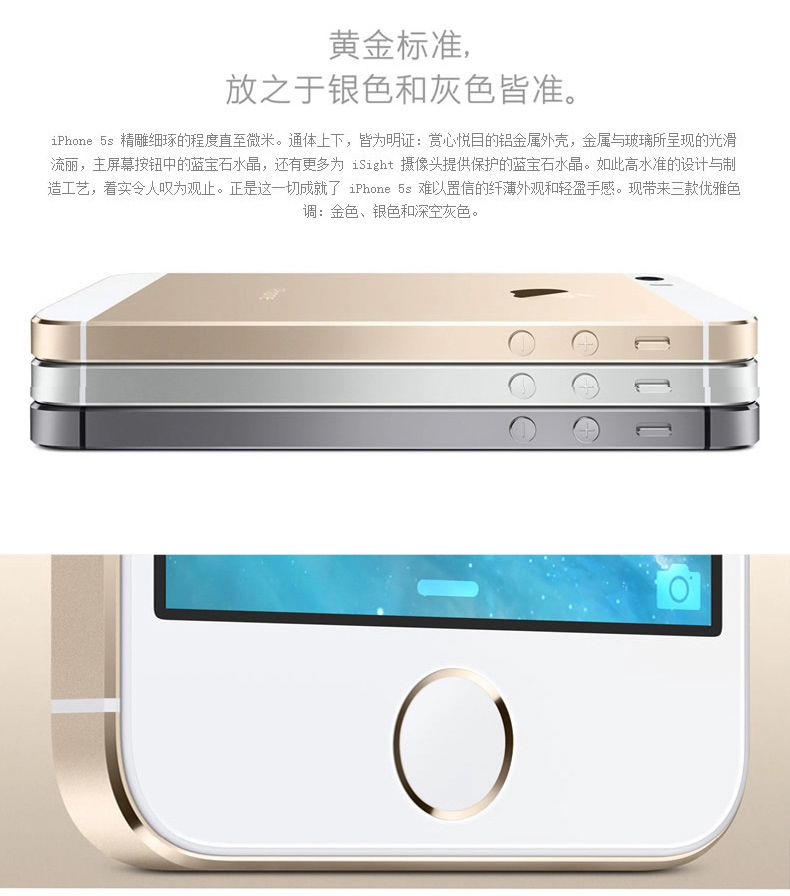 黄金标准,
放之于银色和灰色皆准。
iPhone 5s 精雕细琢的程度直至微米。通体上下，皆为明证：赏心悦目的铝金属外壳，金属与玻璃所呈现的光滑
流丽，主屏幕按钮中的蓝宝石水晶，还有更多为 iSight 摄像头提供保护的蓝宝石水晶。如此高水准的设计与制
造工艺，着实令人叹为观止。正是这一切成就了 iPhone 5s 难以置信的纤薄外观和轻盈手感。现带来三款优雅色
调：金色、银色和深空灰色。